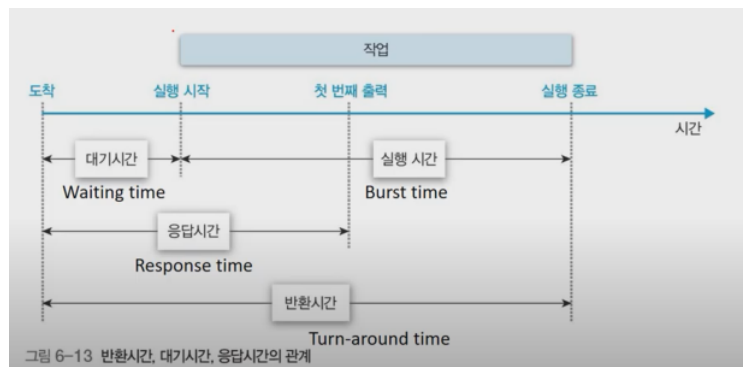 작업
도착 실행 시작 첫 번째 출력 실행 종료
시간
대기시간 실행 시간
Waiting time Burst time
응답시간
Response time
반환시간
Turn-around time
그림 6-13 반환시간, 대기시간, 응답시간의 관계